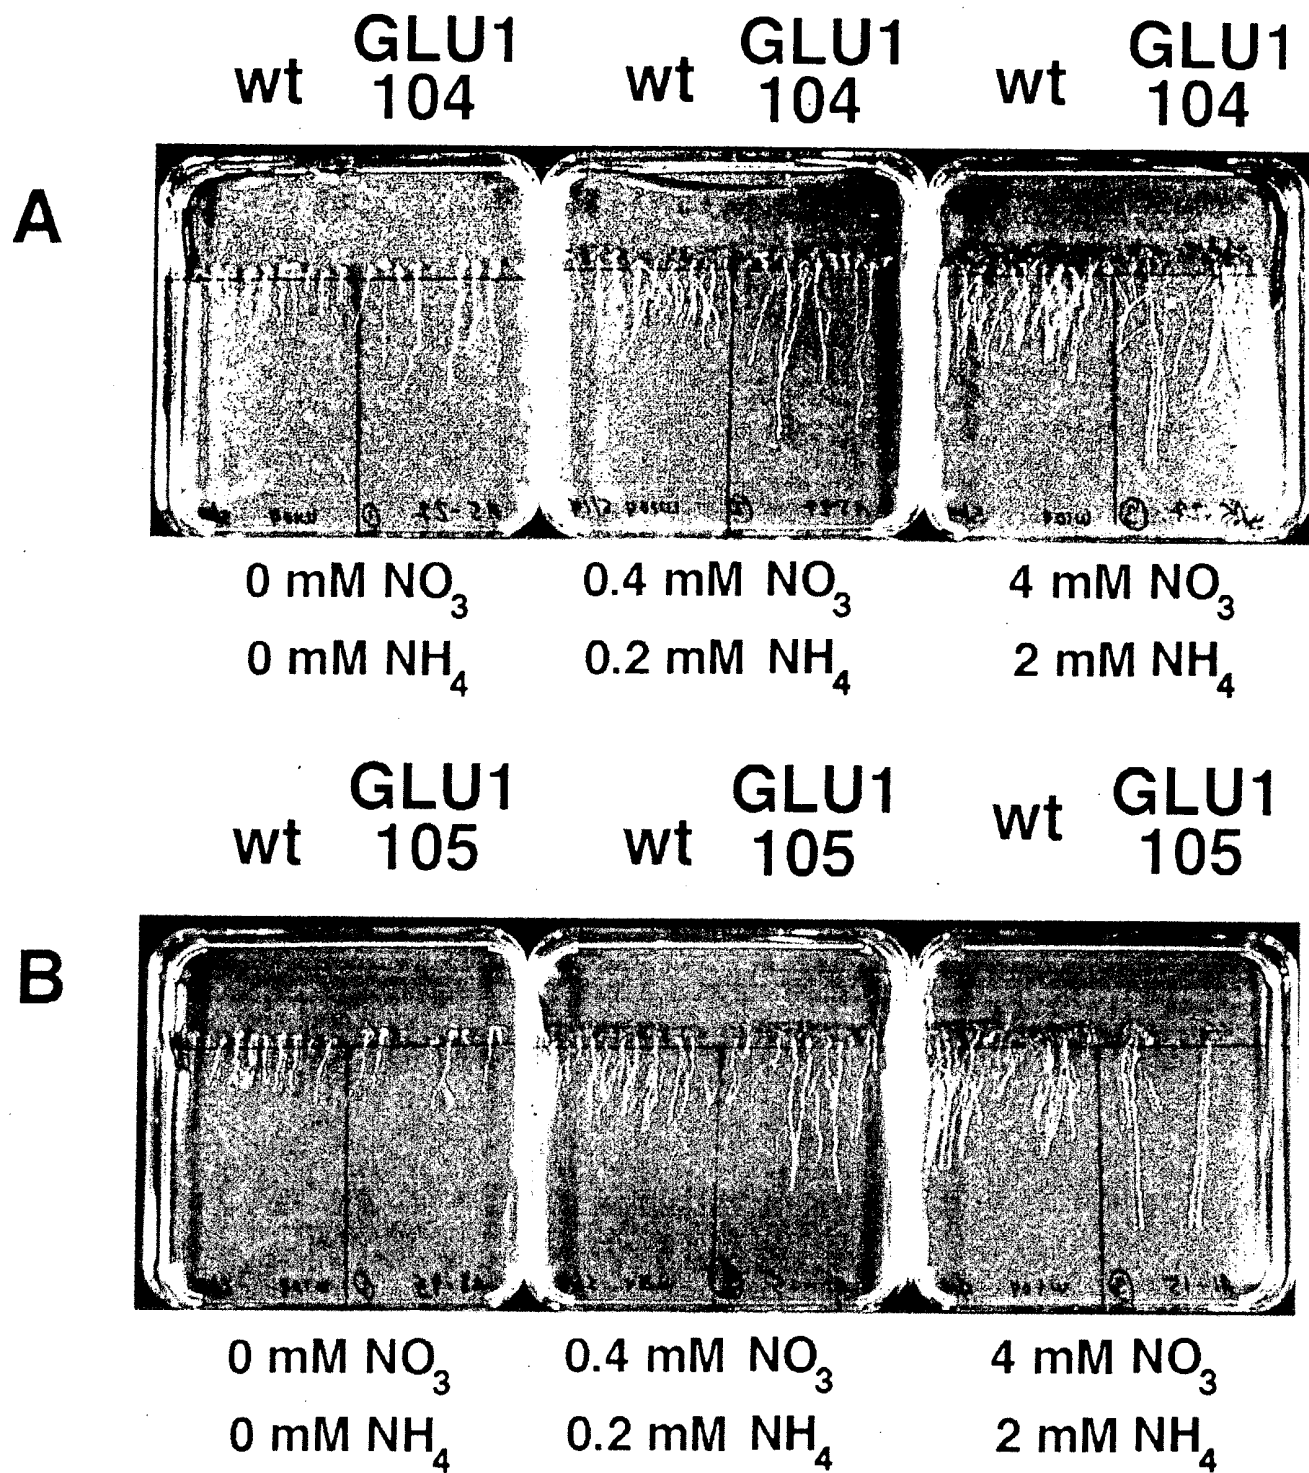 wt GLU1 104 wt GLU1 104 wt GLU1 104
A
0 mM NO3 0.4 mM NO3 4 mM NO3
0 mM NH4 0.2 mM NH4 2 mM NH4
wt GLU1 105 wt GLU1 105 wt GLU1 105
B
0 mM NO3 0.4 mM NO3 4 mM NO3
0 mM NH4 0.2 mM NH4 2 mM NH4